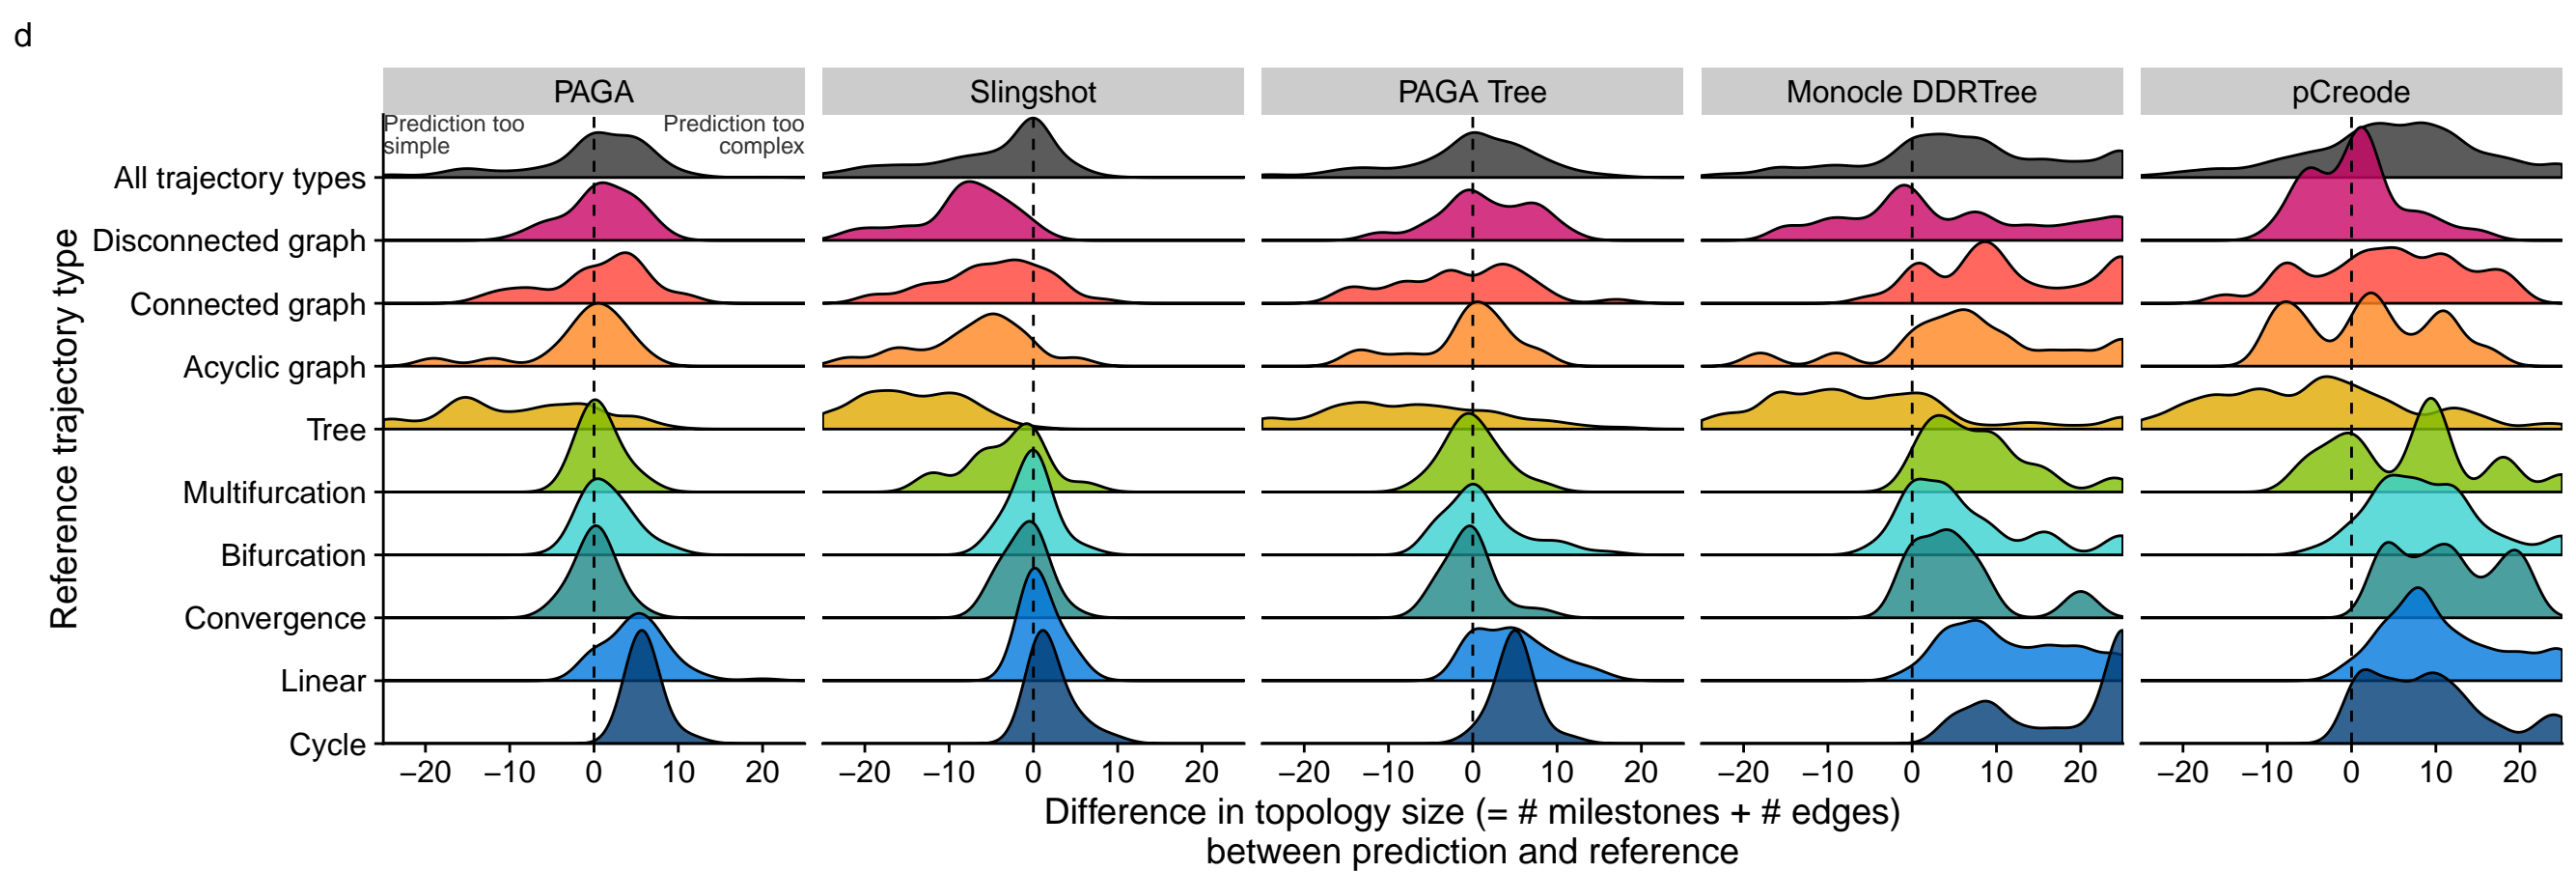 d
PAGA
Slingshot
PAGA Tree
Monocle DDRTree
pCreode
Prediction too
simple
Prediction too
complex
Reference trajectory type
All trajectory types
Disconnected graph
Connected graph
Acyclic graph
Tree
Multifurcation
Bifurcation
Convergence
Linear
Cycle
−20 −10 0 10 20
−20 −10 0 10 20
−20 −10 0 10 20
−20 −10 0 10 20
−20 −10 0 10 20
Difference in topology size (= # milestones + # edges)
between prediction and reference